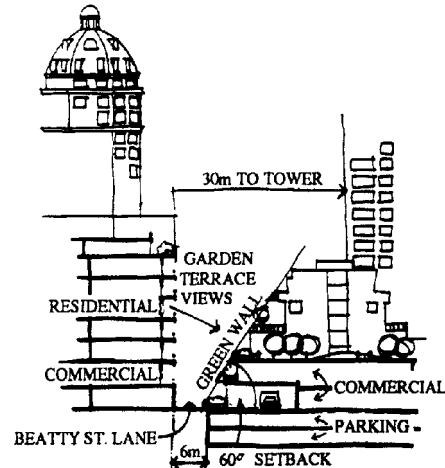 30m TO TOWER
GARDEN
TERRACE
VIEWS
RESIDENTIAL
GREEN WALL
COMMERCIAL
COMMERCIAL
PARKING
BEATTY ST. LANE
6m
60° SETBACK